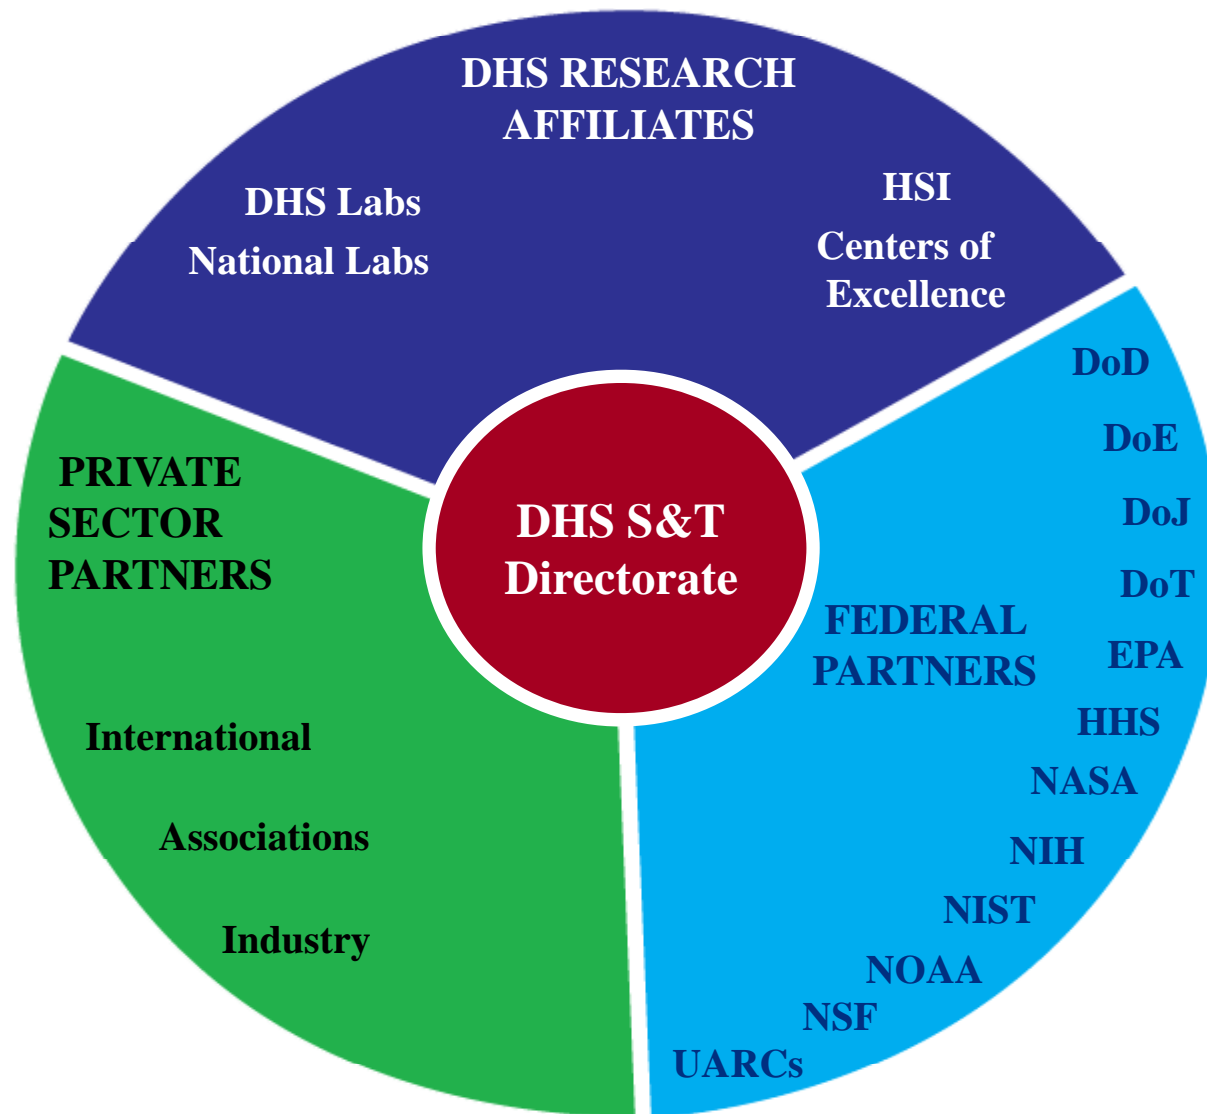 DHS RESEARCH
AFFILIATES
DHS Labs
National Labs
HSI
Centers of
Excellence
PRIVATE
SECTOR
PARTNERS
International
Associations
Industry
DHS S&T
Directorate
FEDERAL
PARTNERS
DoD
DoE
DoJ
DoT
EPA
HHS
NASA
NIH
NIST
NOAA
NSF
UARCs